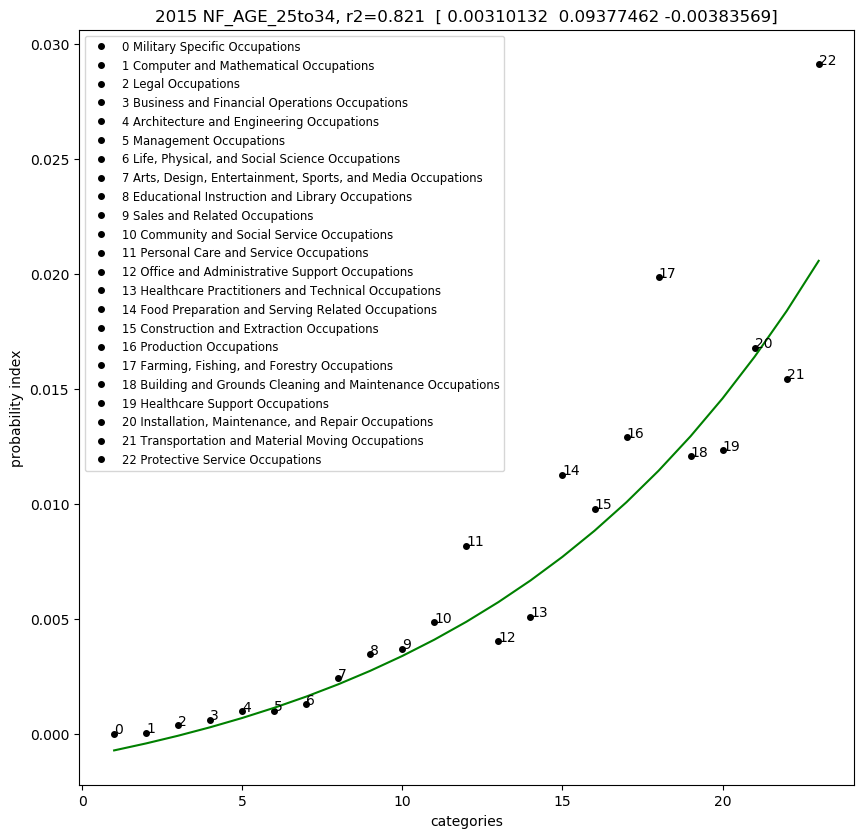 2015 NF_AGE_25to34, r2=0.821 [ 0.00310132 0.09377462 -0.00383569]
0 Military Specific Occupations
1 Computer and Mathematical Occupations
2 Legal Occupations
3 Business and Financial Operations Occupations
4 Architecture and Engineering Occupations
5 Management Occupations
6 Life, Physical, and Social Science Occupations
7 Arts, Design, Entertainment, Sports, and Media Occupations
8 Educational Instruction and Library Occupations
9 Sales and Related Occupations
10 Community and Social Service Occupations
11 Personal Care and Service Occupations
12 Office and Administrative Support Occupations
13 Healthcare Practitioners and Technical Occupations
14 Food Preparation and Serving Related Occupations
15 Construction and Extraction Occupations
16 Production Occupations
17 Farming, Fishing, and Forestry Occupations
18 Building and Grounds Cleaning and Maintenance Occupations
19 Healthcare Support Occupations
20 Installation, Maintenance, and Repair Occupations
21 Transportation and Material Moving Occupations
22 Protective Service Occupations
probability index
0.030
0.025
0.020
0.015
0.010
0.005
0.000
0
1
2
3
4
5
6
7
8
9
10
11
12
13
14
15
16
17
18
19
20
21
22
0
5
10
15
20
categories